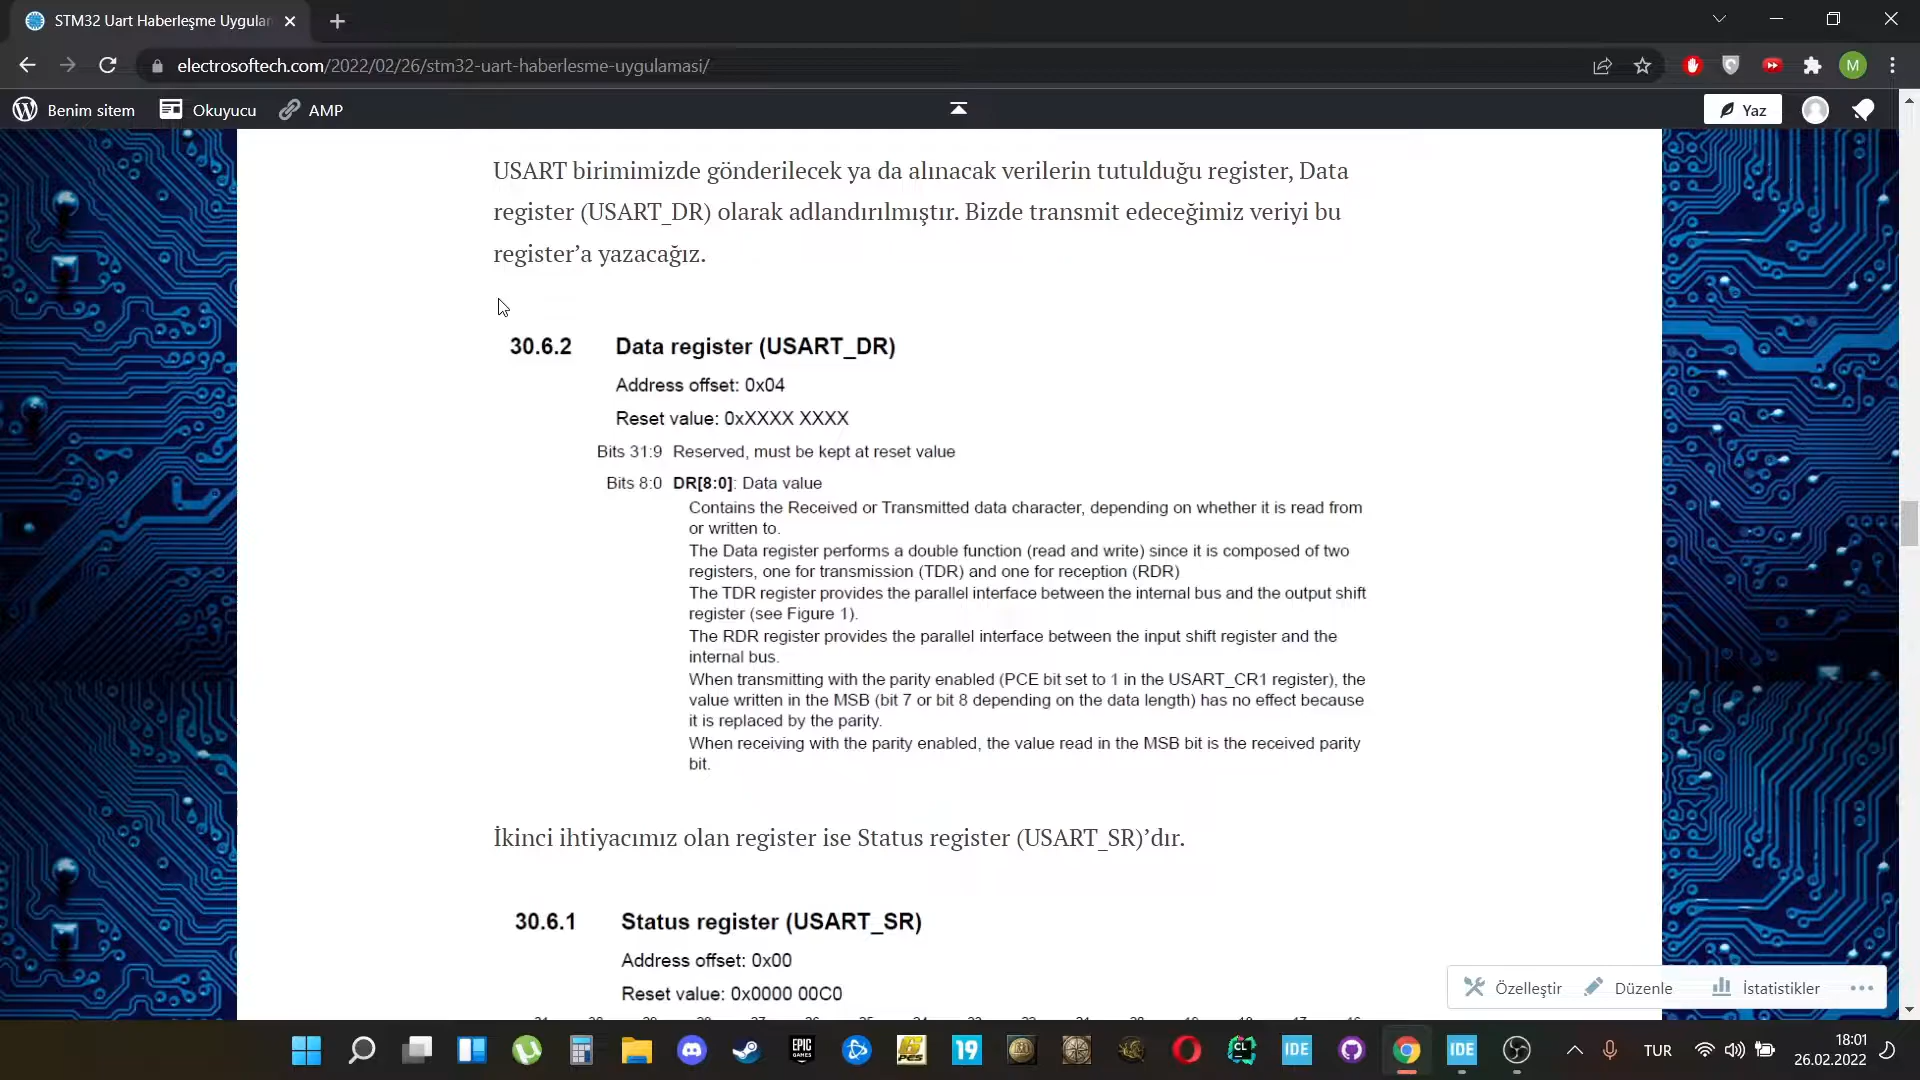 STM32 Uart Haberleşme Uygular
electrosoftech.com/2022/02/26/stm32-uart-haberlesme-uygulamasi/
M
Benim sitem
Okuyucu
AMP
Yaz
USART birimimizde gönderilecek ya da alınacak verilerin tutulduğu register, Data
register (USART_DR) olarak adlandırılmıştır. Bizde transmit edeceğimiz veriyi bu
register’a yazacağız.
30.6.2 Data register (USART_DR)
Address offset: 0x04
Reset value: 0xXXXX XXXX
Bits 31:9 Reserved, must be kept at reset value
Bits 8:0 DR[8:0]: Data value
Contains the Received or Transmitted data character, depending on whether it is read from
or written to.
The Data register performs a double function (read and write) since it is composed of two
registers, one for transmission (TDR) and one for reception (RDR)
The TDR register provides the parallel interface between the internal bus and the output shift
register (see Figure 1).
The RDR register provides the parallel interface between the input shift register and the
internal bus.
When transmitting with the parity enabled (PCE bit set to 1 in the USART_CR1 register), the
value written in the MSB (bit 7 or bit 8 depending on the data length) has no effect because
it is replaced by the parity.
When receiving with the parity enabled, the value read in the MSB bit is the received parity
bit.
İkinci ihtiyacımız olan register ise Status register (USART_SR)’dır.
30.6.1 Status register (USART_SR)
Address offset: 0x00
Reset value: 0x0000 00C0
Özelleştir
Düzenle
İstatistikler
EPIC GAMES
PES
19
CL
IDE
IDE
TUR
18:01
26.02.2022